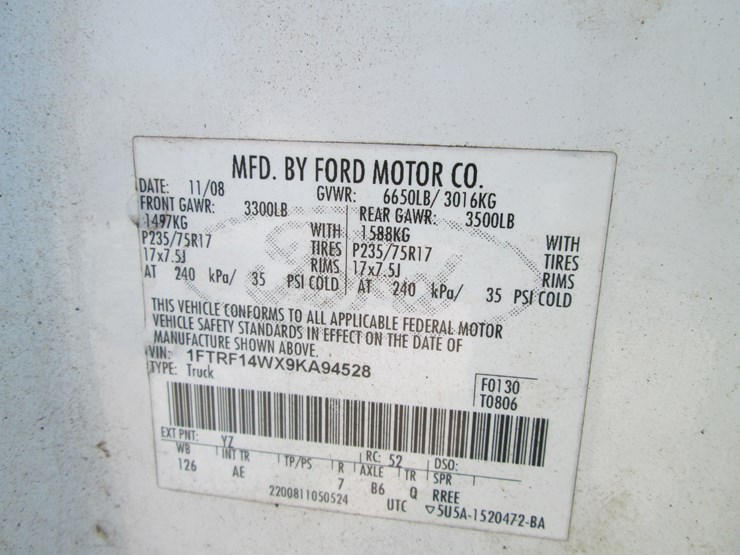 MFD. BY FORD MOTOR CO.
DATE: 11/08 GVWR: 6650LB/ 3016KG
FRONT GAWR: 3300LB REAR GAWR: 3500LB
1497KG WITH 1588KG WITH
P235/75R17 TIRES P235/75R17 TIRES
17x7.5J RIMS 17x7.5J RIMS
AT 240 kPa/ 35 PSI COLD AT 240 kPa/ 35 PSI COLD
THIS VEHICLE CONFORMS TO ALL APPLICABLE FEDERAL MOTOR
VEHICLE SAFETY STANDARDS IN EFFECT ON THE DATE OF
MANUFACTURE SHOWN ABOVE.
VIN: 1FTRF14WX9KA94528
TYPE: Truck
F0130
T0806
EXT PNT: YZ RC: 52 DSO:
WB INT TR TP/PS R AXLE TR SPR
126 AE 7 B6 Q RREE
2200811050524 UTC ▽5U5A-1520472-BA
Ford